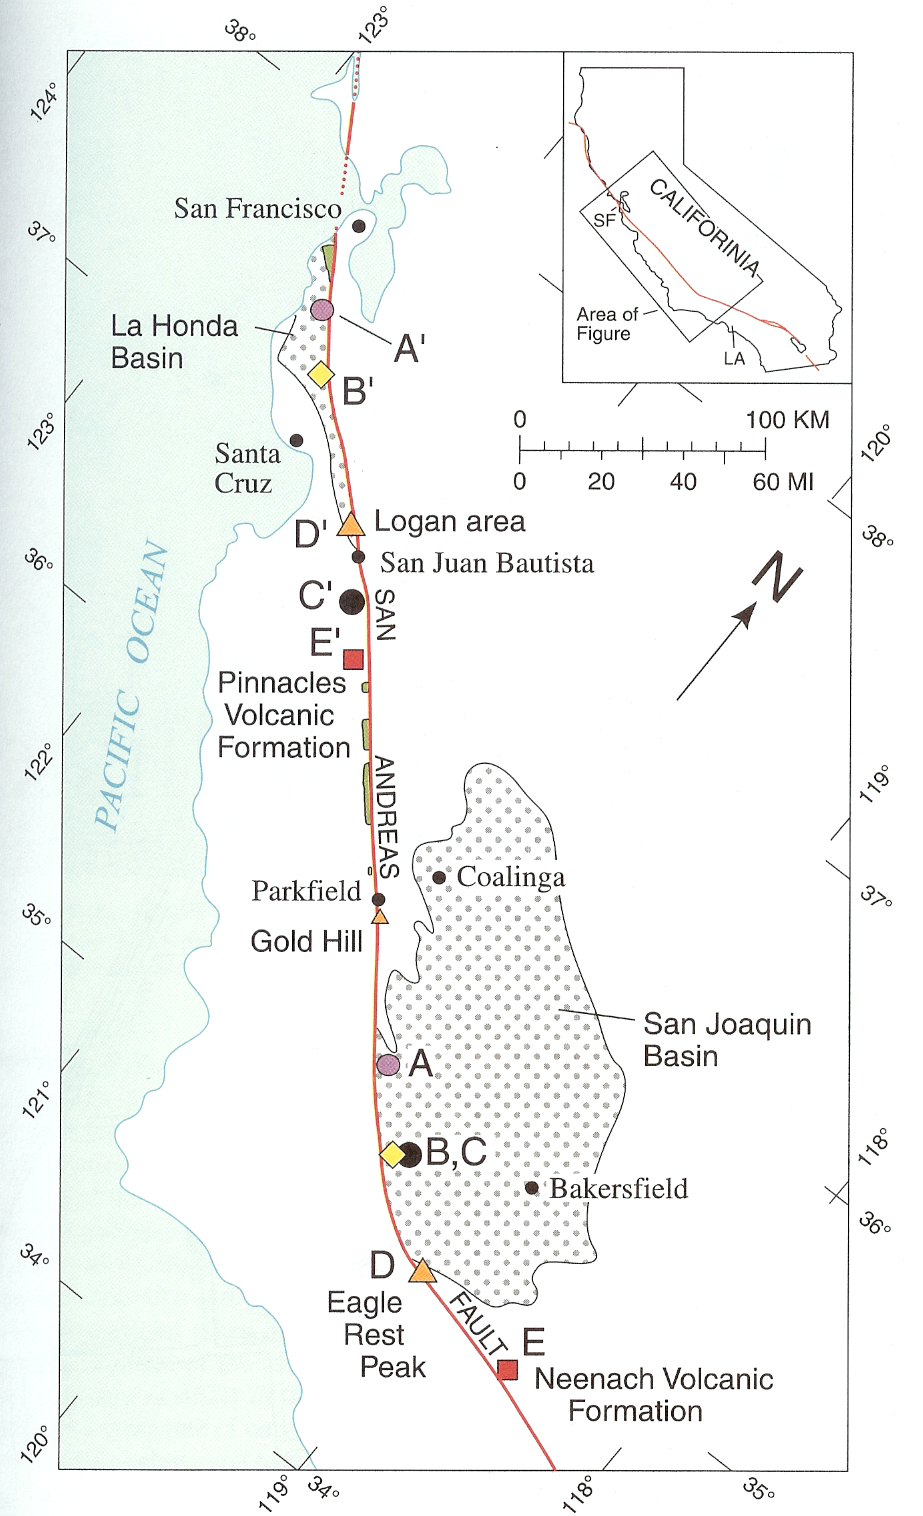 38°
123°
124°
San Francisco
37°
La Honda
Basin
A'
B'
123°
Santa
Cruz
D'
Logan area
San Juan Bautista
36°
C'
SAN
E'
Pinnacles
Volcanic
Formation
PACIFIC OCEAN
122°
ANDREAS
Coalinga
Parkfield
Gold Hill
35°
San Joaquin
Basin
A
121°
B,C
Bakersfield
D
34°
Eagle
Rest
Peak
FAULT
E
Neenach Volcanic
Formation
120°
119°
34°
118°
35°
CALIFORINIA
SF
Area of
Figure
LA
0 100 KM
0 20 40 60 MI
120°
38°
N
119°
37°
118°
36°